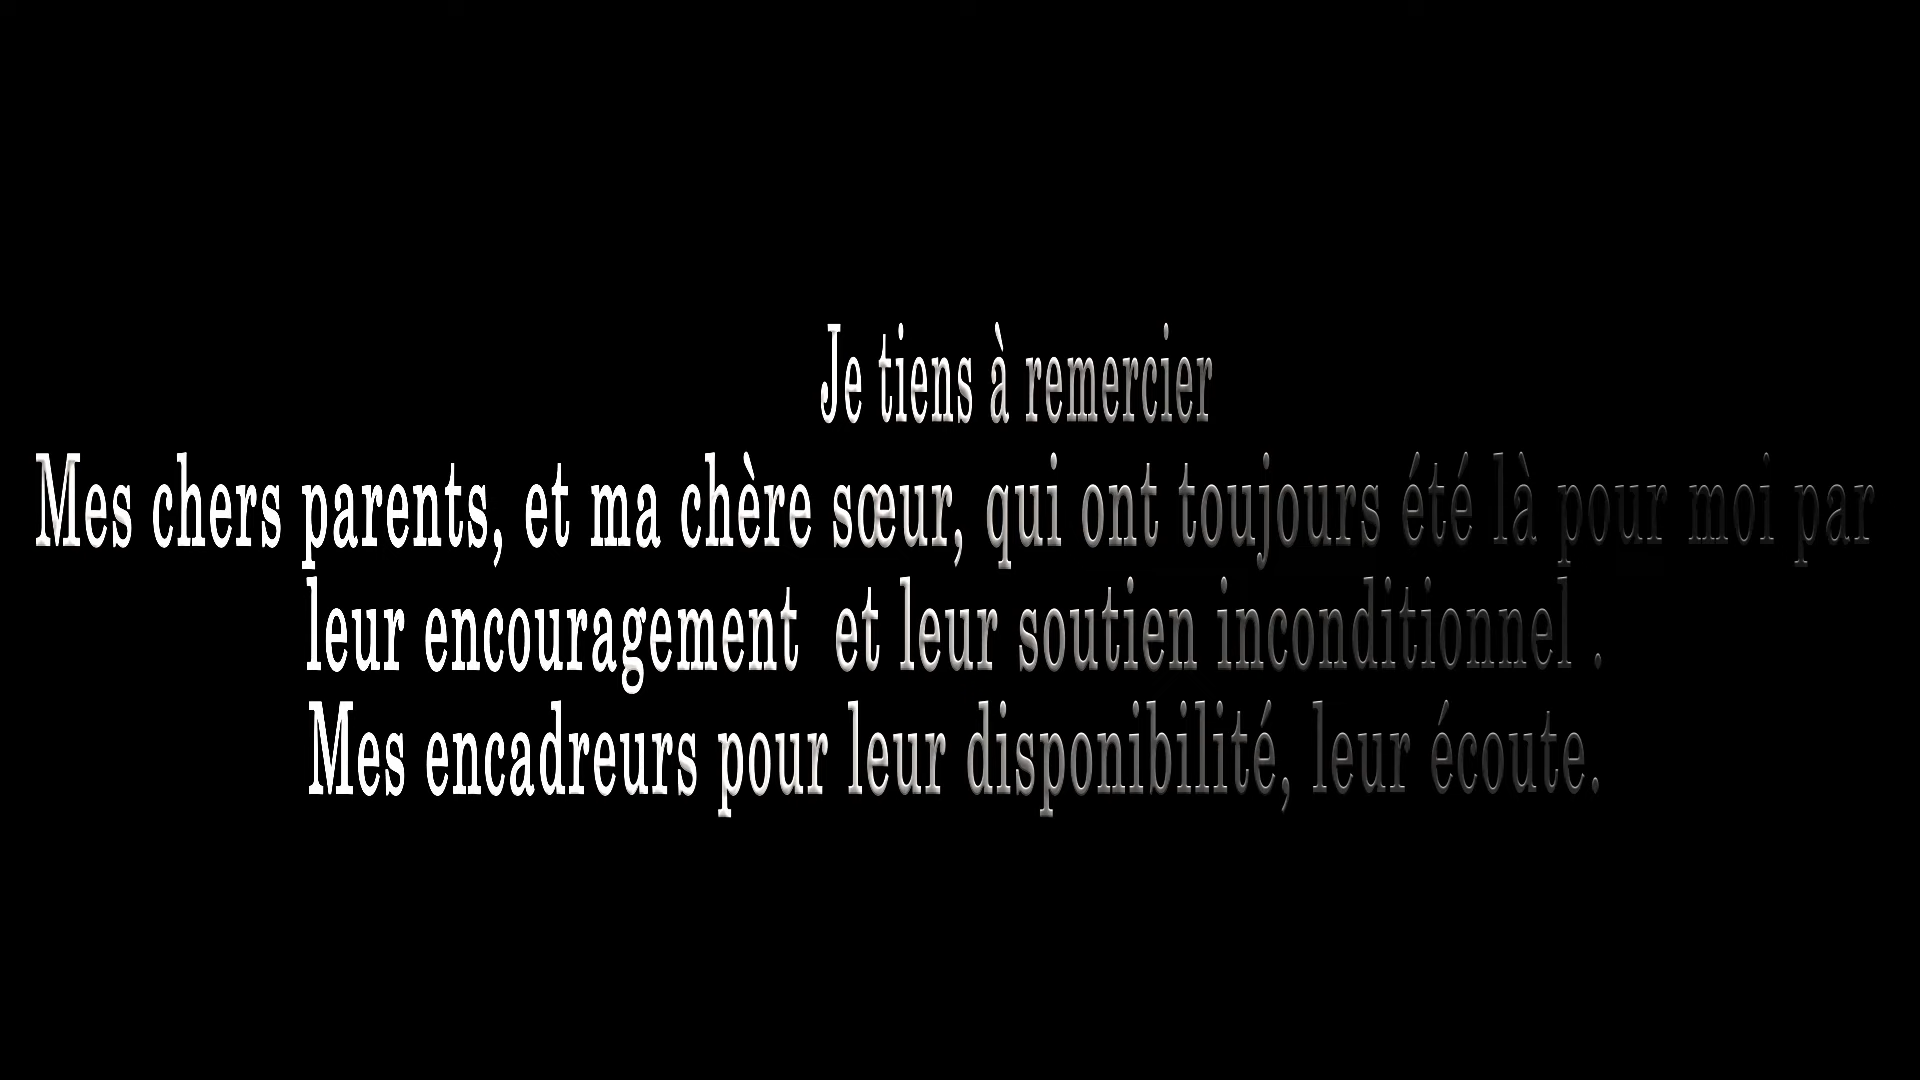 Je tiens à remercier
Mes chers parents, et ma chère sœur, qui ont toujours été là pour moi par
leur encouragement  et leur soutien inconditionnel .
Mes encadreurs pour leur disponibilité, leur écoute.